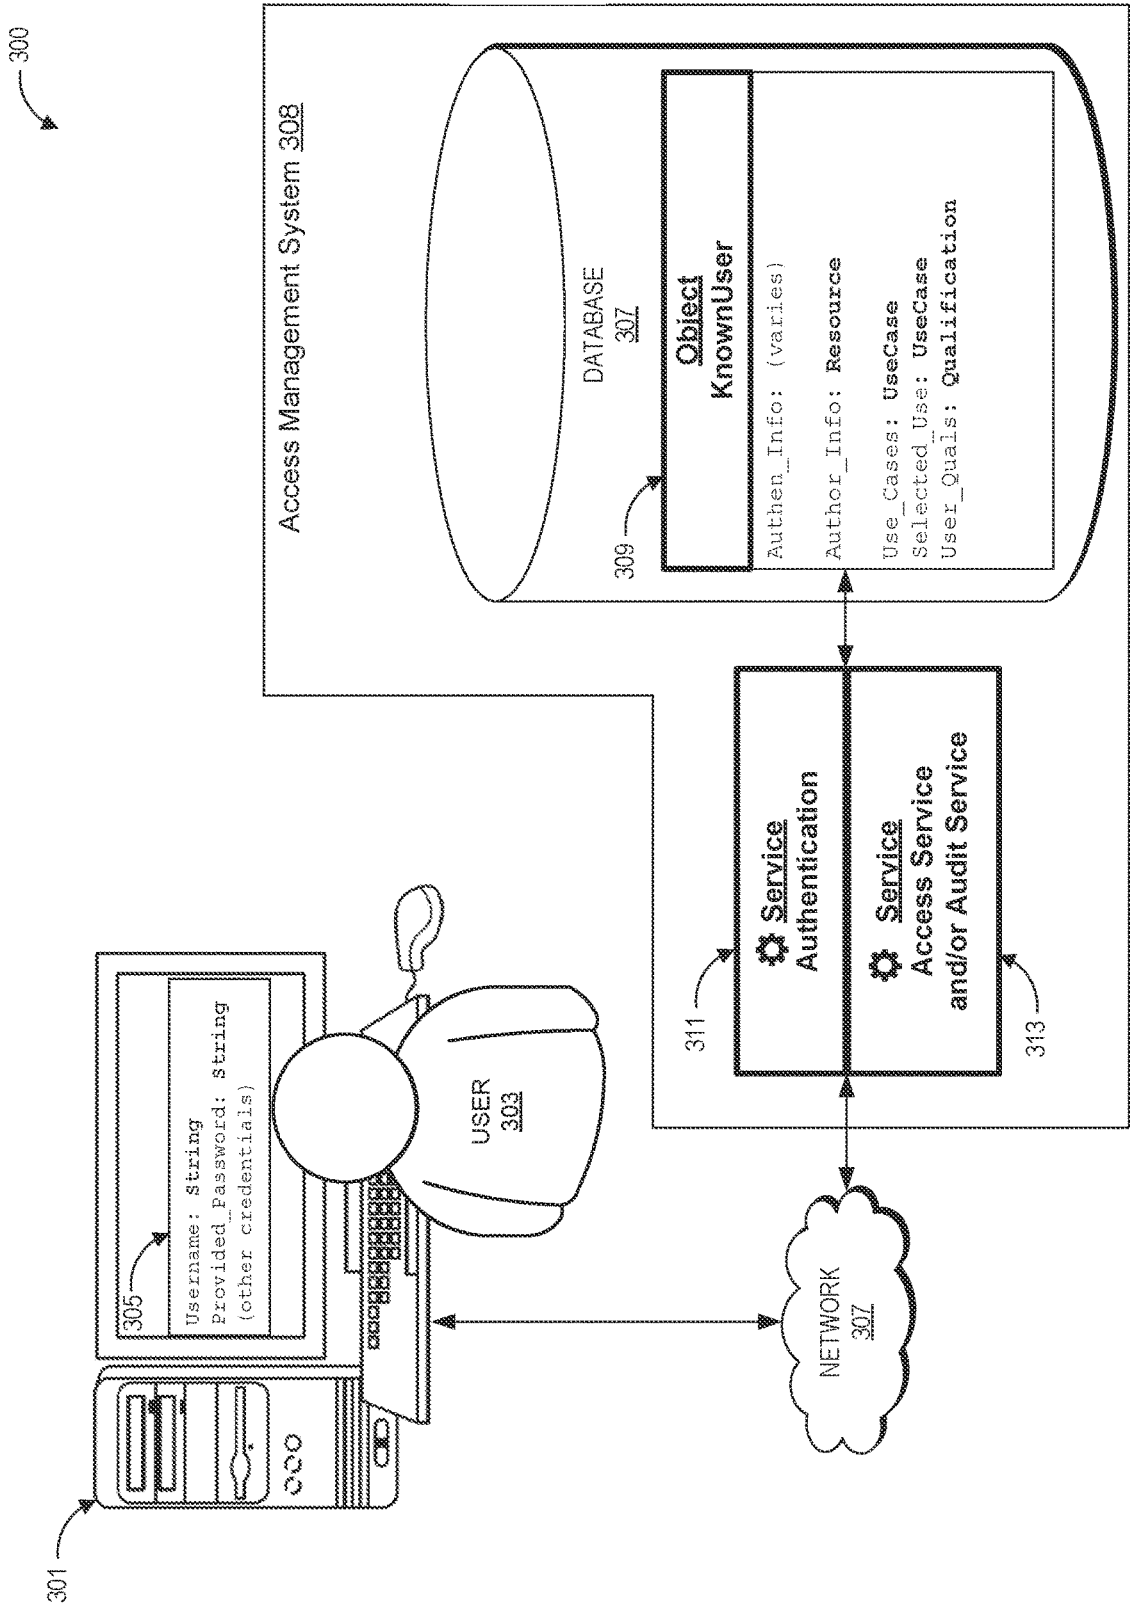 300
301
305
Username: String
Provided_Password: String
(other credentials)
USER
303
NETWORK
307
Access Management System 308
311
Service
Authentication
Service
Access Service
and/or Audit Service
313
DATABASE
307
309
Object
KnownUser
Authen_Info: (varies)
Author_Info: Resource
Use_Cases: UseCase
Selected_Use: UseCase
User_Quals: Qualification